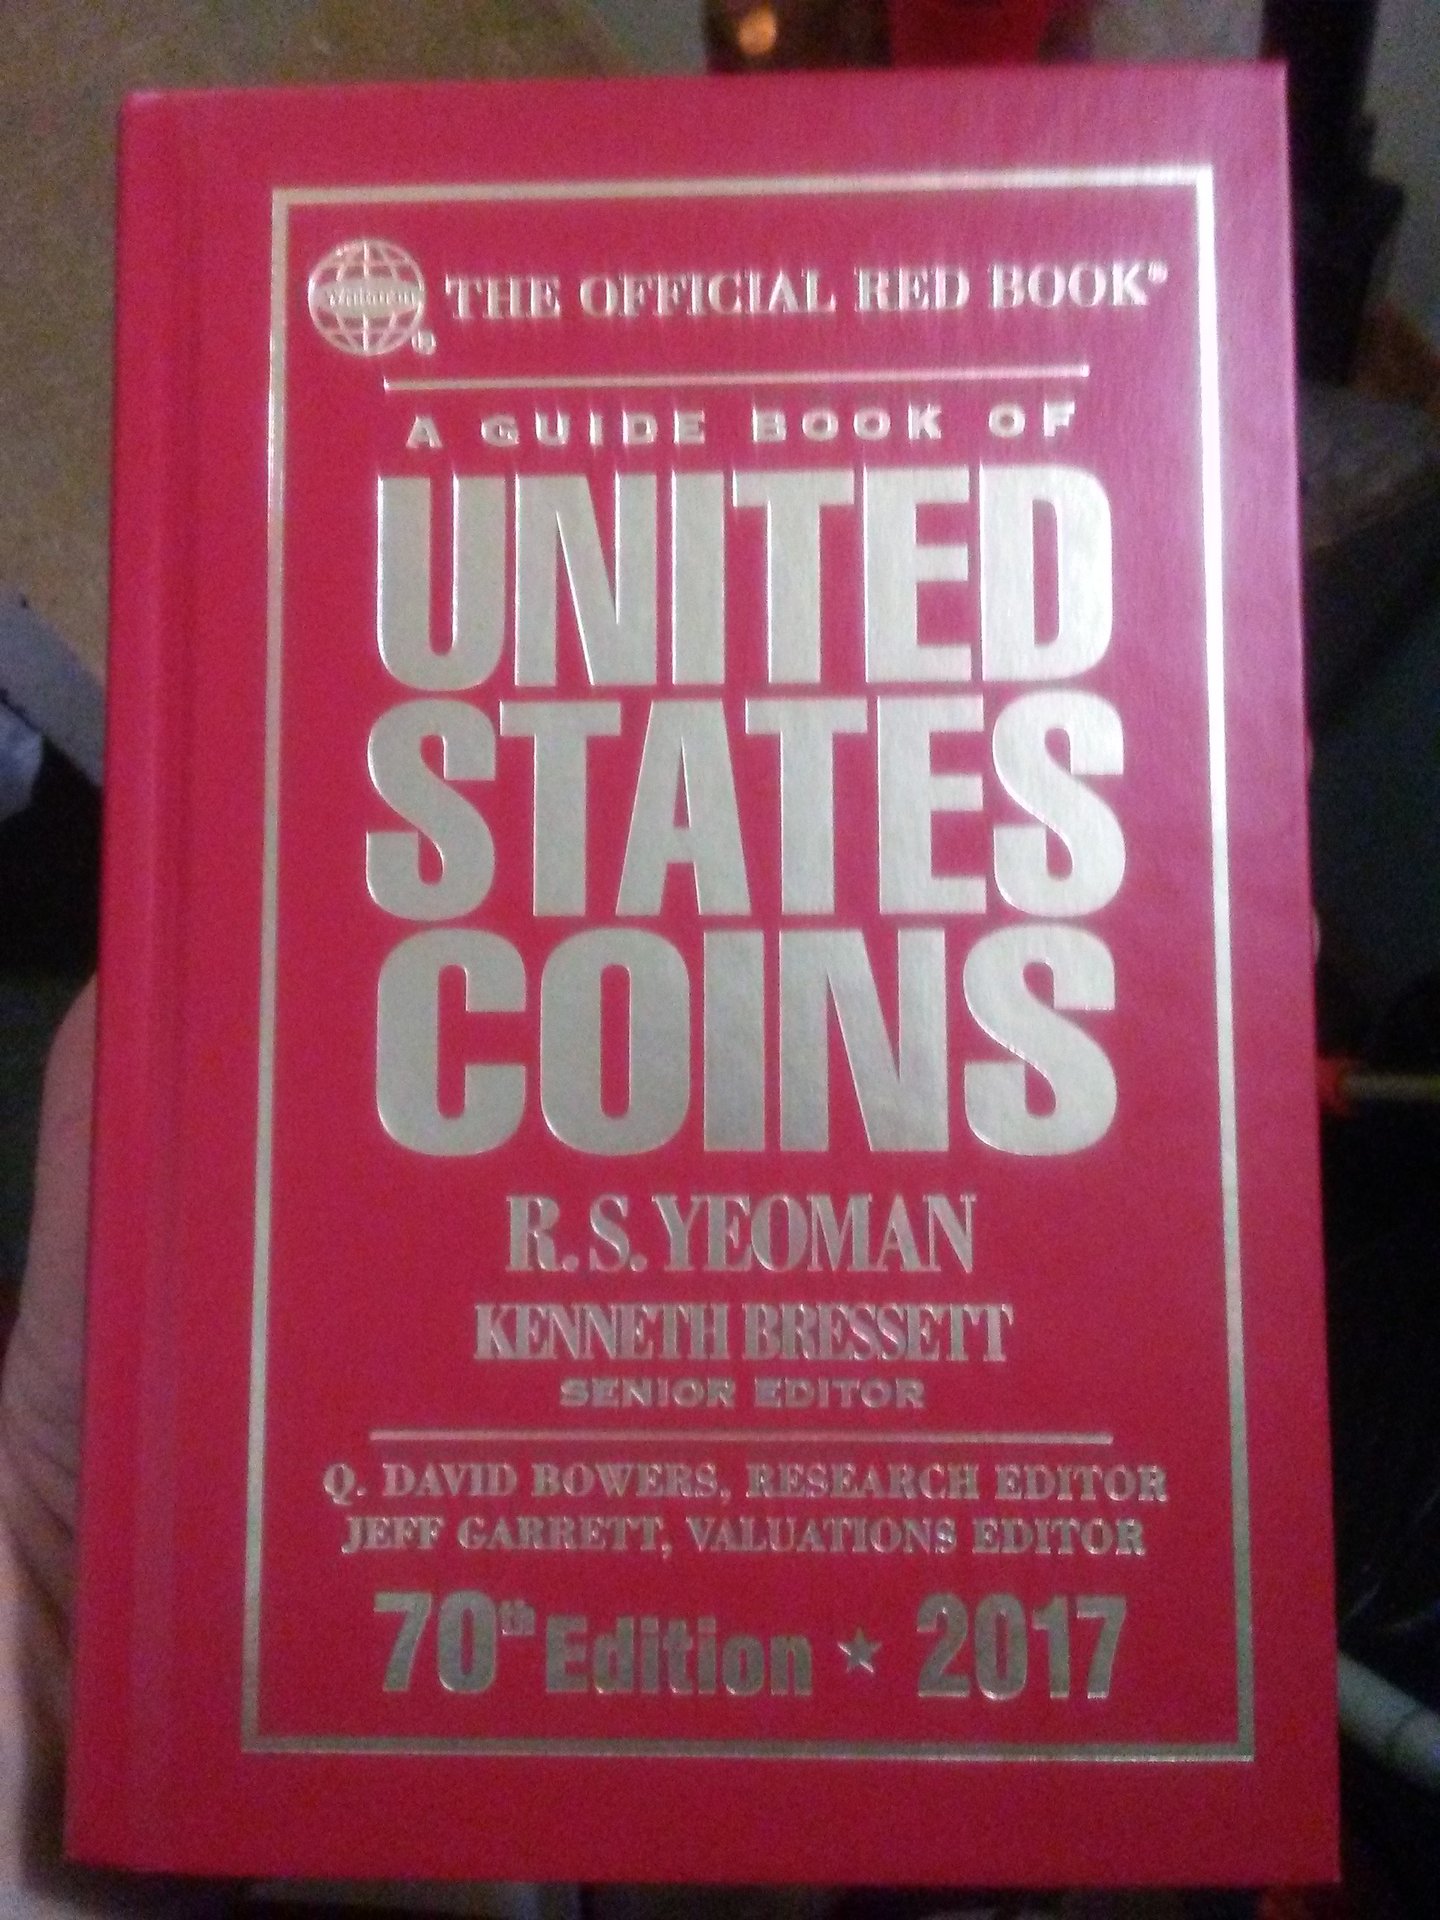 Whitman®
THE OFFICIAL RED BOOK®
A GUIDE BOOK OF
UNITED
STATES
COINS
R. S. YEOMAN
KENNETH BRESSETT
SENIOR EDITOR
Q. DAVID BOWERS, RESEARCH EDITOR
JEFF GARRETT, VALUATIONS EDITOR
70th Edition ★ 2017